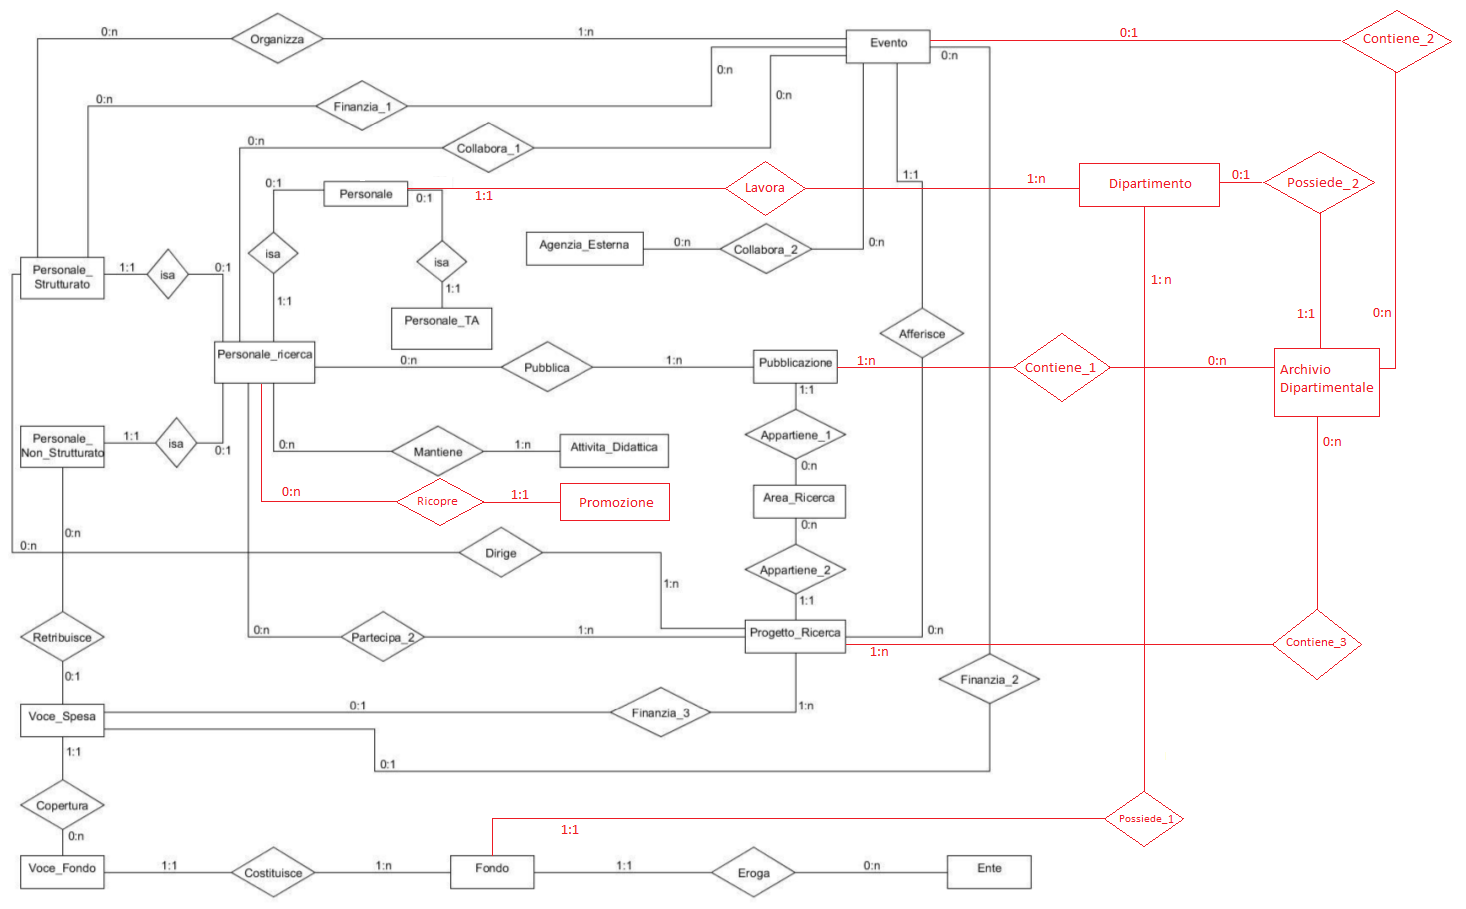 0:n
Organizza
1:n
Evento
0:1
Contiene_2
0:n
Finanzia_1
0:n
0:n
0:n
Collabora_1
0:n
0:1
Personale
0:1
1:1
Lavora
1:n
Dipartimento
0:1
Possiede_2
1:1
Personale_
Strutturato
1:1
isa
0:1
isa
1:1
isa
1:1
Personale_TA
Agenzia_Esterna
0:n
Collabora_2
0:n
Afferisce
1:n
1:1
0:n
Personale_ricerca
0:n
Pubblica
1:n
Pubblicazione
1:n
Contiene_1
0:n
Archivio
Dipartimentale
1:1
Appartiene_1
0:n
Personale_
Non_Strutturato
1:1
isa
0:1
0:n
Mantiene
1:n
Attivita_Didattica
0:n
0:n
Ricopre
1:1
Promozione
Area_Ricerca
0:n
0:n
0:n
Dirige
1:n
Appartiene_2
1:1
Retribuisce
0:n
Partecipa_2
1:n
Progetto_Ricerca
0:n
1:n
Contiene_3
0:1
Voce_Spesa
0:1
Finanzia_3
1:n
Finanzia_2
1:1
0:1
Copertura
0:n
1:1
Possiede_1
Voce_Fondo
1:1
Costituisce
1:n
Fondo
1:1
Eroga
0:n
Ente